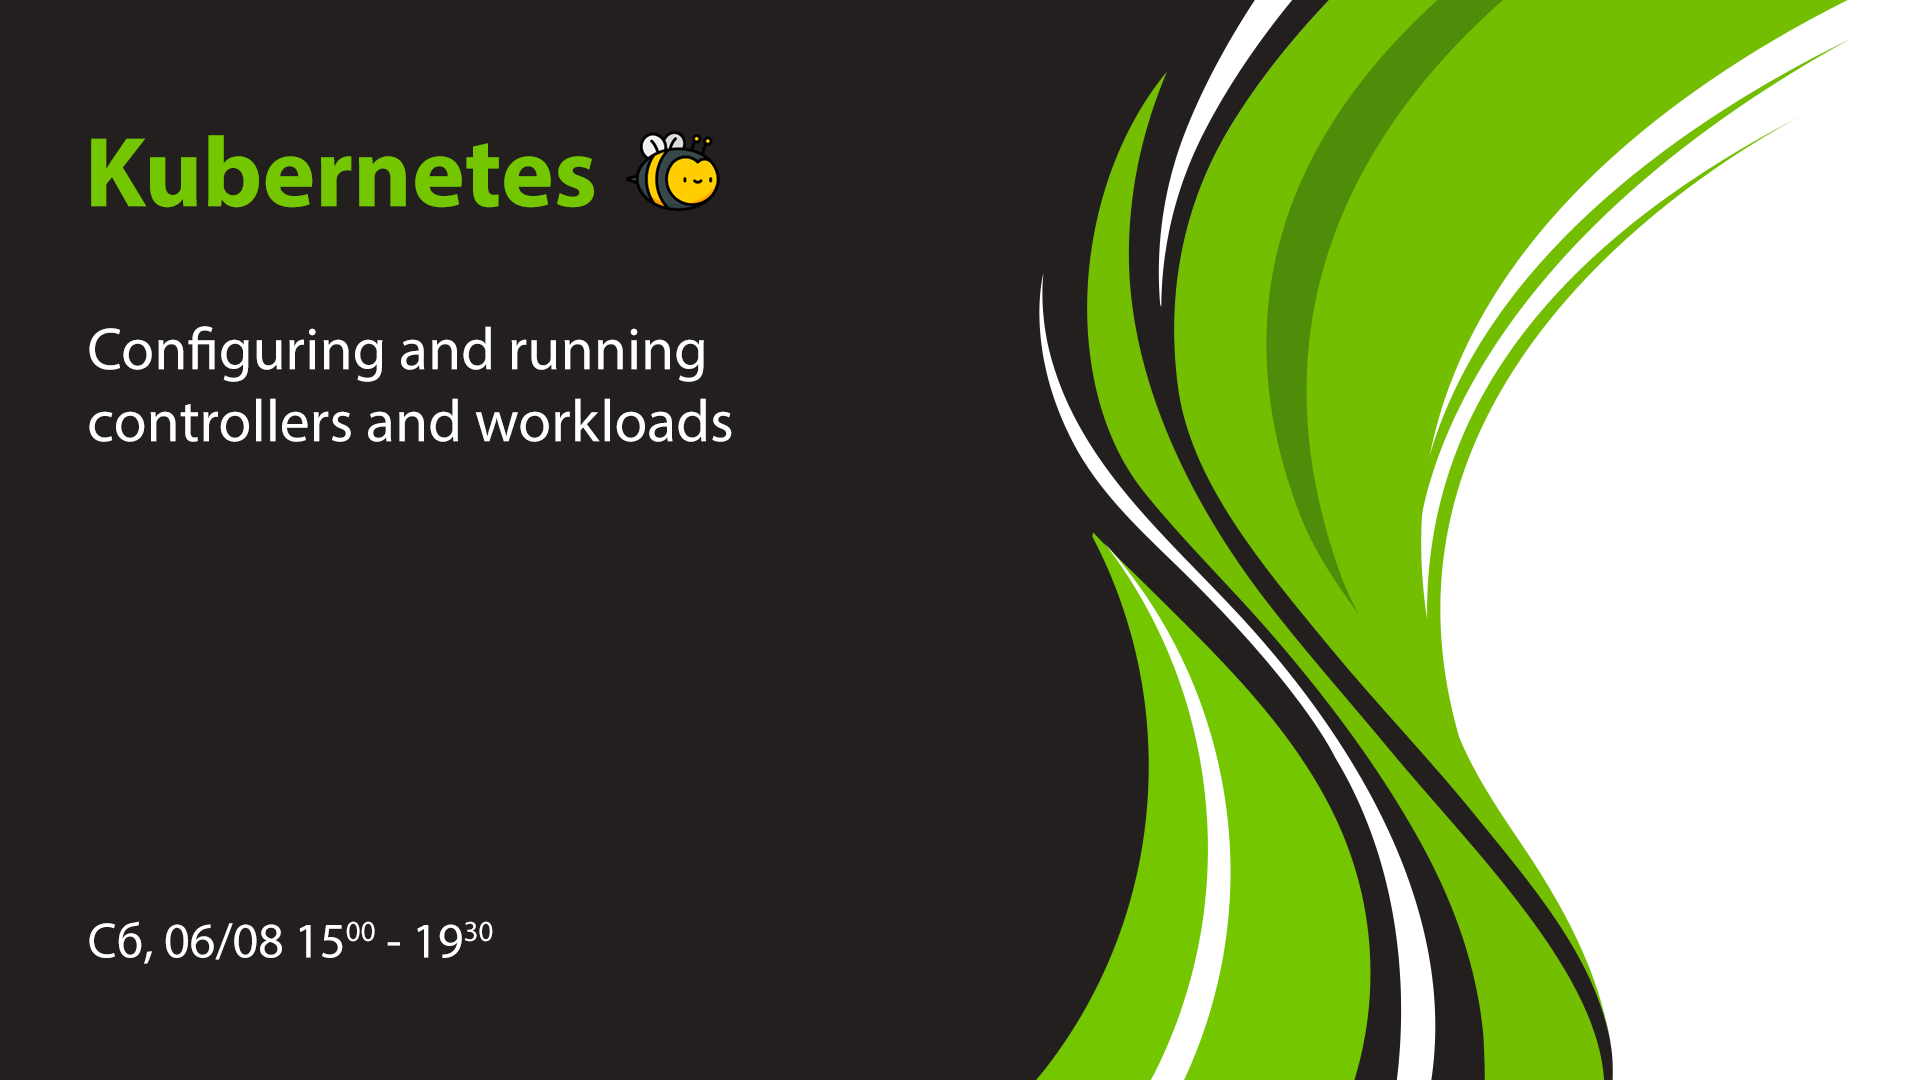 Kubernetes
Configuring and running
controllers and workloads
C6, 06/08 15⁰⁰ - 19³⁰